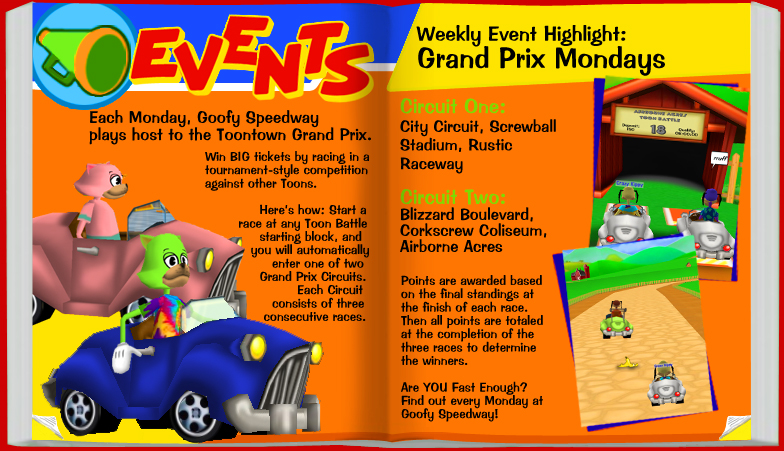 EVENTS
Each Monday, Goofy Speedway
plays host to the Toontown Grand Prix.
Win BIG tickets by racing in a
tournament-style competition
against other Toons.
Here's how: Start a
race at any Toon Battle
starting block, and
you will automatically
enter one of two
Grand Prix Circuits.
Each Circuit
consists of three
consecutive races.
Weekly Event Highlight:
Grand Prix Mondays
Circuit One:
City Circuit, Screwball
Stadium, Rustic
Raceway
Circuit Two:
Blizzard Boulevard,
Corkscrew Coliseum,
Airborne Acres
Points are awarded based
on the final standings at
the finish of each race.
Then all points are totaled
at the completion of the
three races to determine
the winners.
Are YOU Fast Enough?
Find out every Monday at
Goofy Speedway!
AIRBORNE ACRES
TOON BATTLE
18